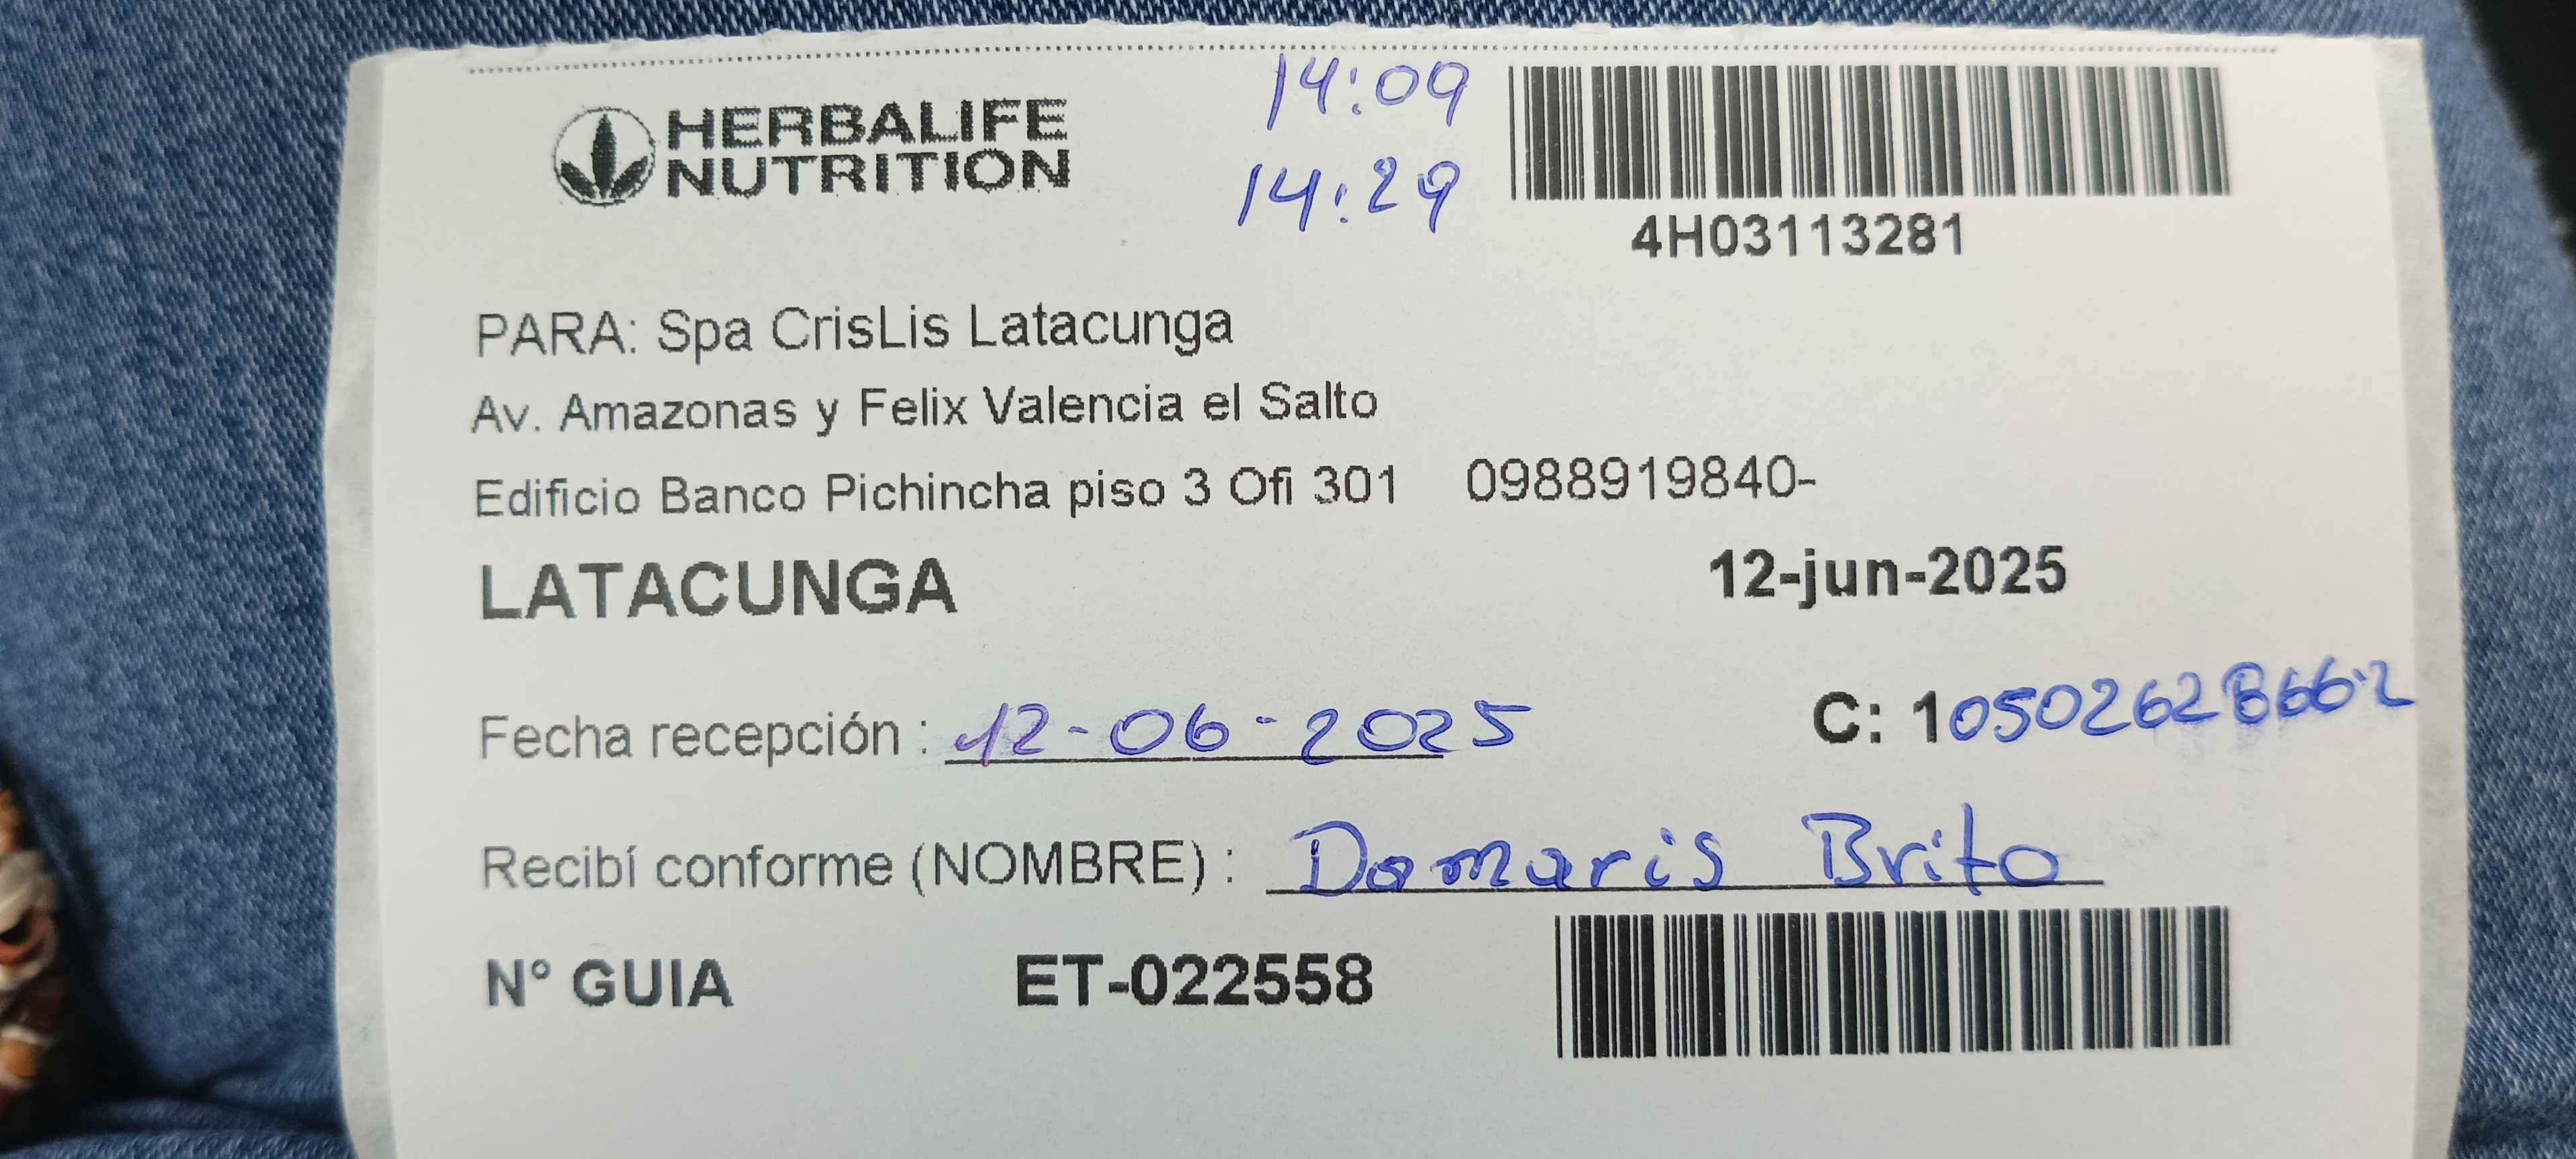 HERBALIFE
NUTRITION
14:09
14:29
4H03113281
PARA: Spa CrisLis Latacunga
Av. Amazonas y Felix Valencia el Salto
Edificio Banco Pichincha piso 3 Ofi 301 0988919840-
LATACUNGA
12-jun-2025
Fecha recepción : 12-06-2025
C: 1
Recibí conforme (NOMBRE) : Damaris Brito
N° GUIA ET-022558